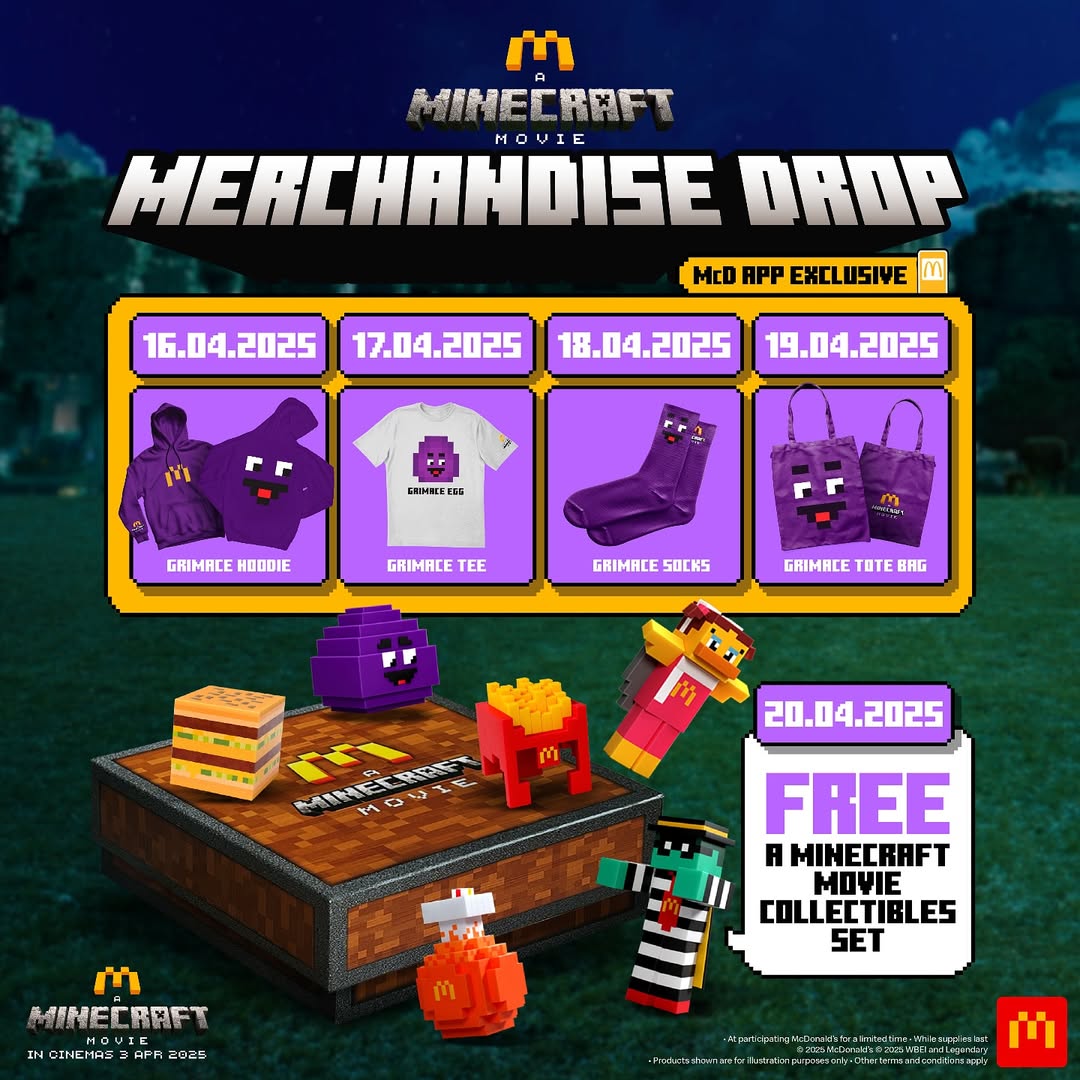 A
MINECRAFT
MOVIE
MERCHANDISE DROP
McD APP EXCLUSIVE
16.04.2025
17.04.2025
18.04.2025
19.04.2025
GRIMACE EGG
MINECRAFT
MOVIE
GRIMACE HOODIE
GRIMACE TEE
GRIMACE SOCKS
GRIMACE TOTE BAG
A
MINECRAFT
MOVIE
20.04.2025
FREE
A MINECRAFT
MOVIE
COLLECTIBLES
SET
A
MINECRAFT
MOVIE
IN CINEMAS 3 APR 2025
• At participating McDonald's for a limited time • While supplies last
© 2025 McDonald's © 2025 WBEI and Legendary
• Products shown are for illustration purposes only • Other terms and conditions apply